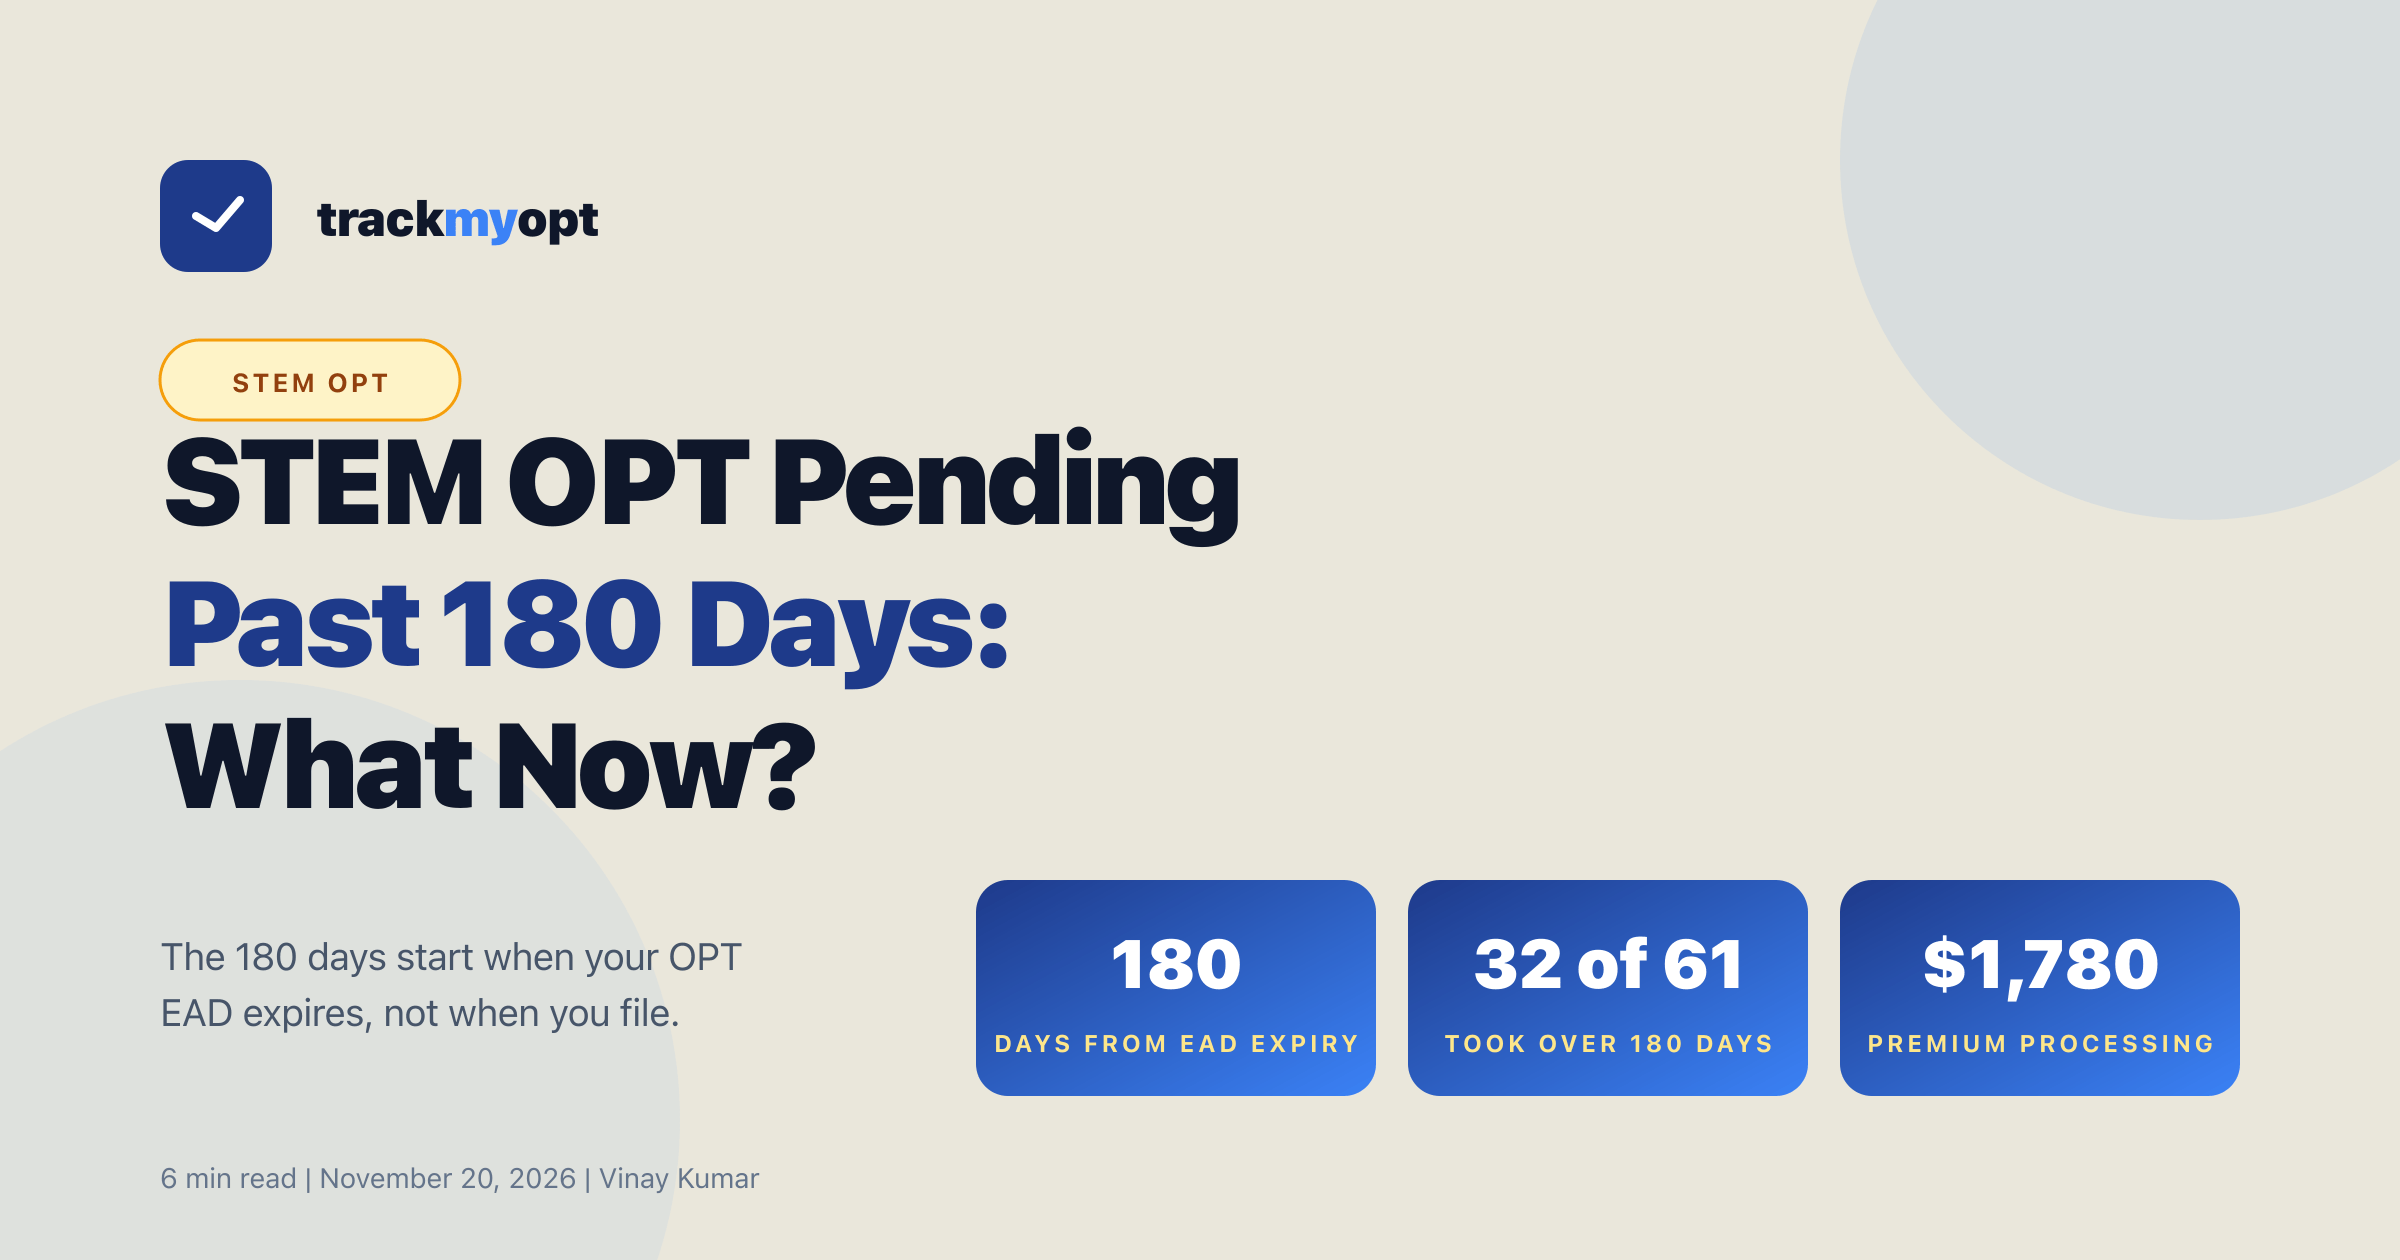 trackmyopt
STEM OPT
STEM OPT Pending
Past 180 Days:
What Now?
The 180 days start when your OPT
EAD expires, not when you file.
180
DAYS FROM EAD EXPIRY
32 of 61
TOOK OVER 180 DAYS
$1,780
PREMIUM PROCESSING
6 min read | November 20, 2026 | Vinay Kumar